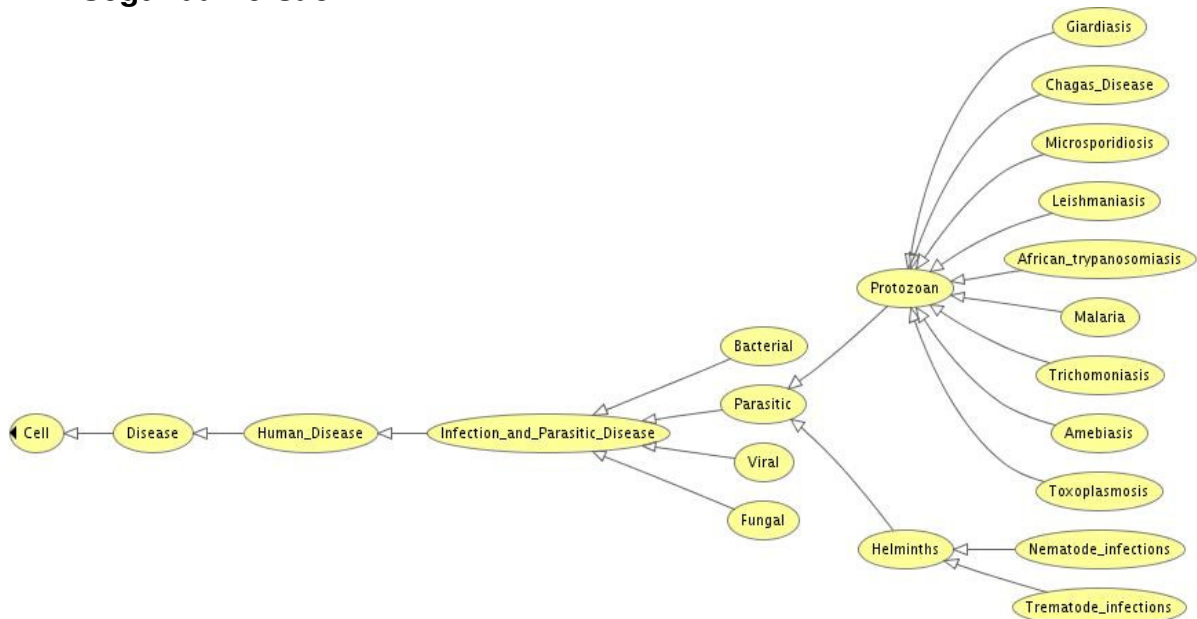 Giardiasis
Chagas_Disease
Microsporidiosis
Leishmaniasis
African_trypanosomiasis
Protozoan
Malaria
Bacterial
Trichomoniasis
Parasitic
Cell
Disease
Human_Disease
Infection_and_Parasitic_Disease
Amebiasis
Viral
Toxoplasmosis
Fungal
Helminths
Nematode_infections
Trematode_infections